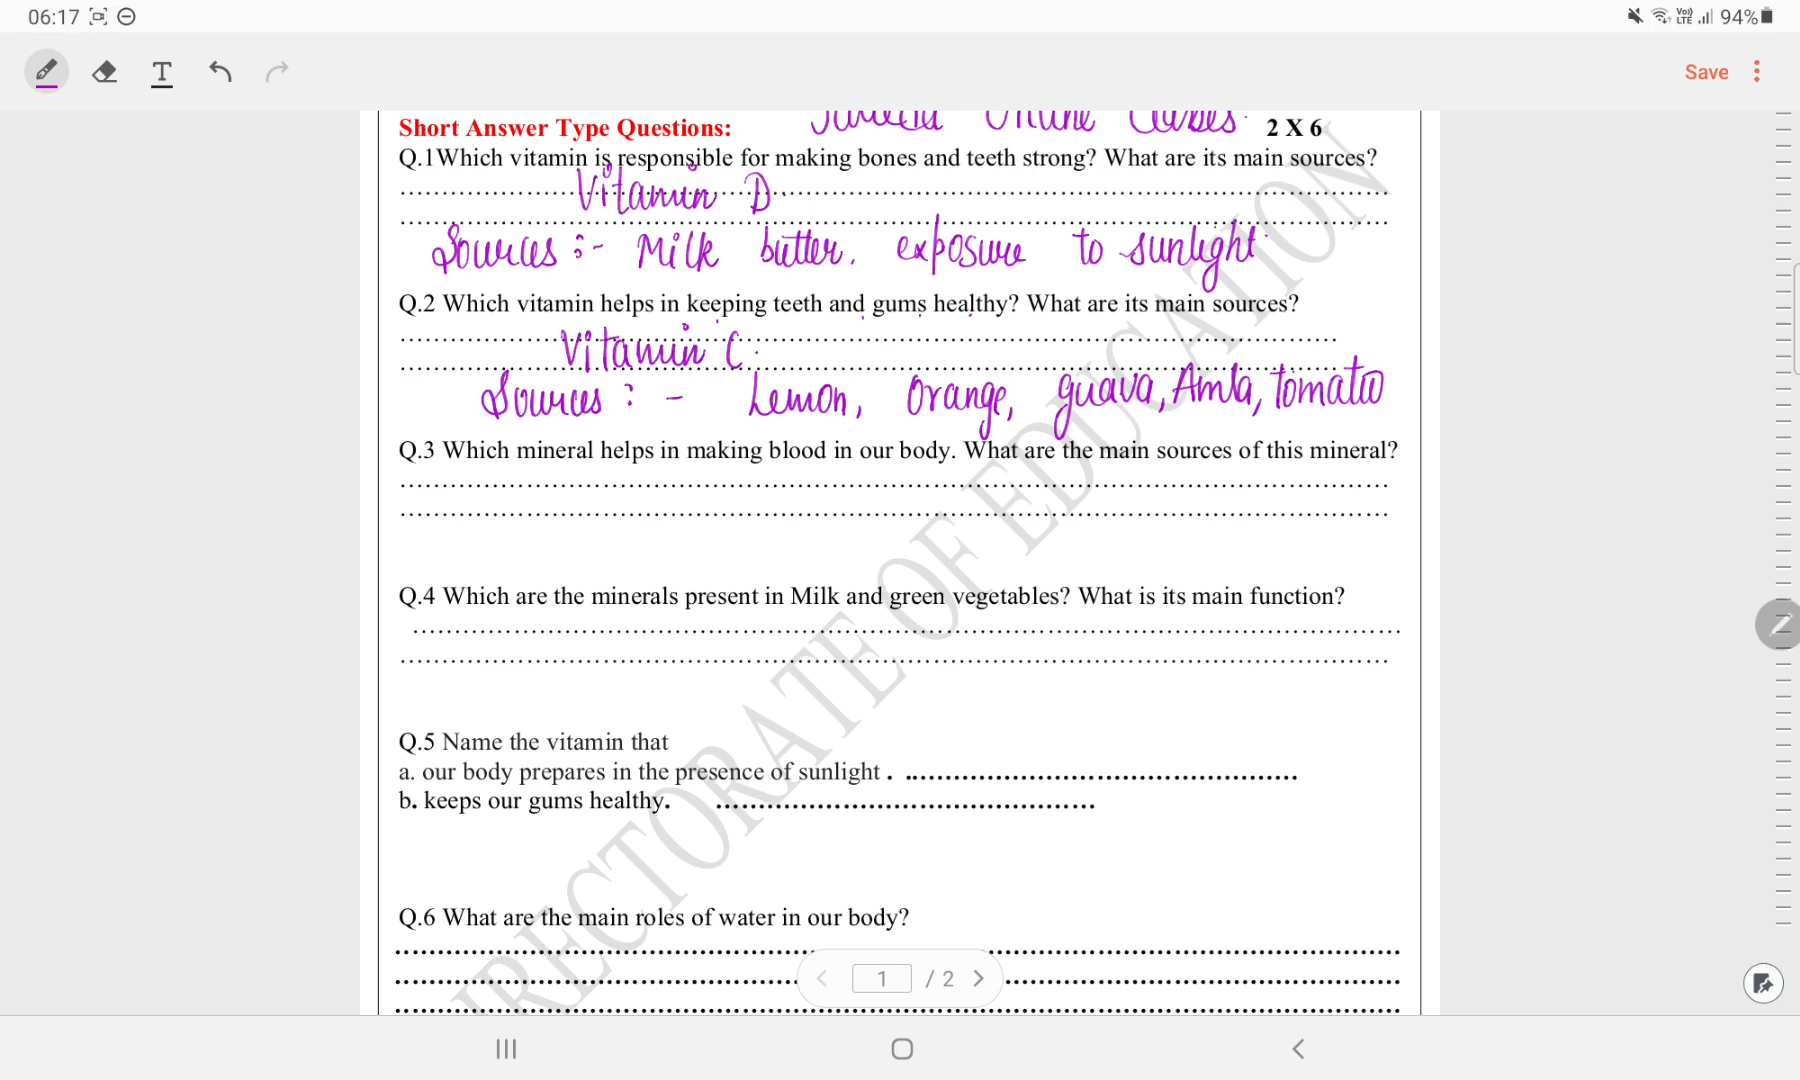 06:17 94%
Save
Short Answer Type Questions: Online Classes. 2 X 6
Q.1Which vitamin is responsible for making bones and teeth strong? What are its main sources?
Vitamin D.
Sources :- Milk butter, exposure to sunlight
Q.2 Which vitamin helps in keeping teeth and gums healthy? What are its main sources?
Vitamin C.
Sources :- Lemon, Orange, guava, Amla, tomato
Q.3 Which mineral helps in making blood in our body. What are the main sources of this mineral?
Q.4 Which are the minerals present in Milk and green vegetables? What is its main function?
Q.5 Name the vitamin that
a. our body prepares in the presence of sunlight .
b. keeps our gums healthy.
Q.6 What are the main roles of water in our body?
1 / 2
IRECTORATE OF EDUCATION